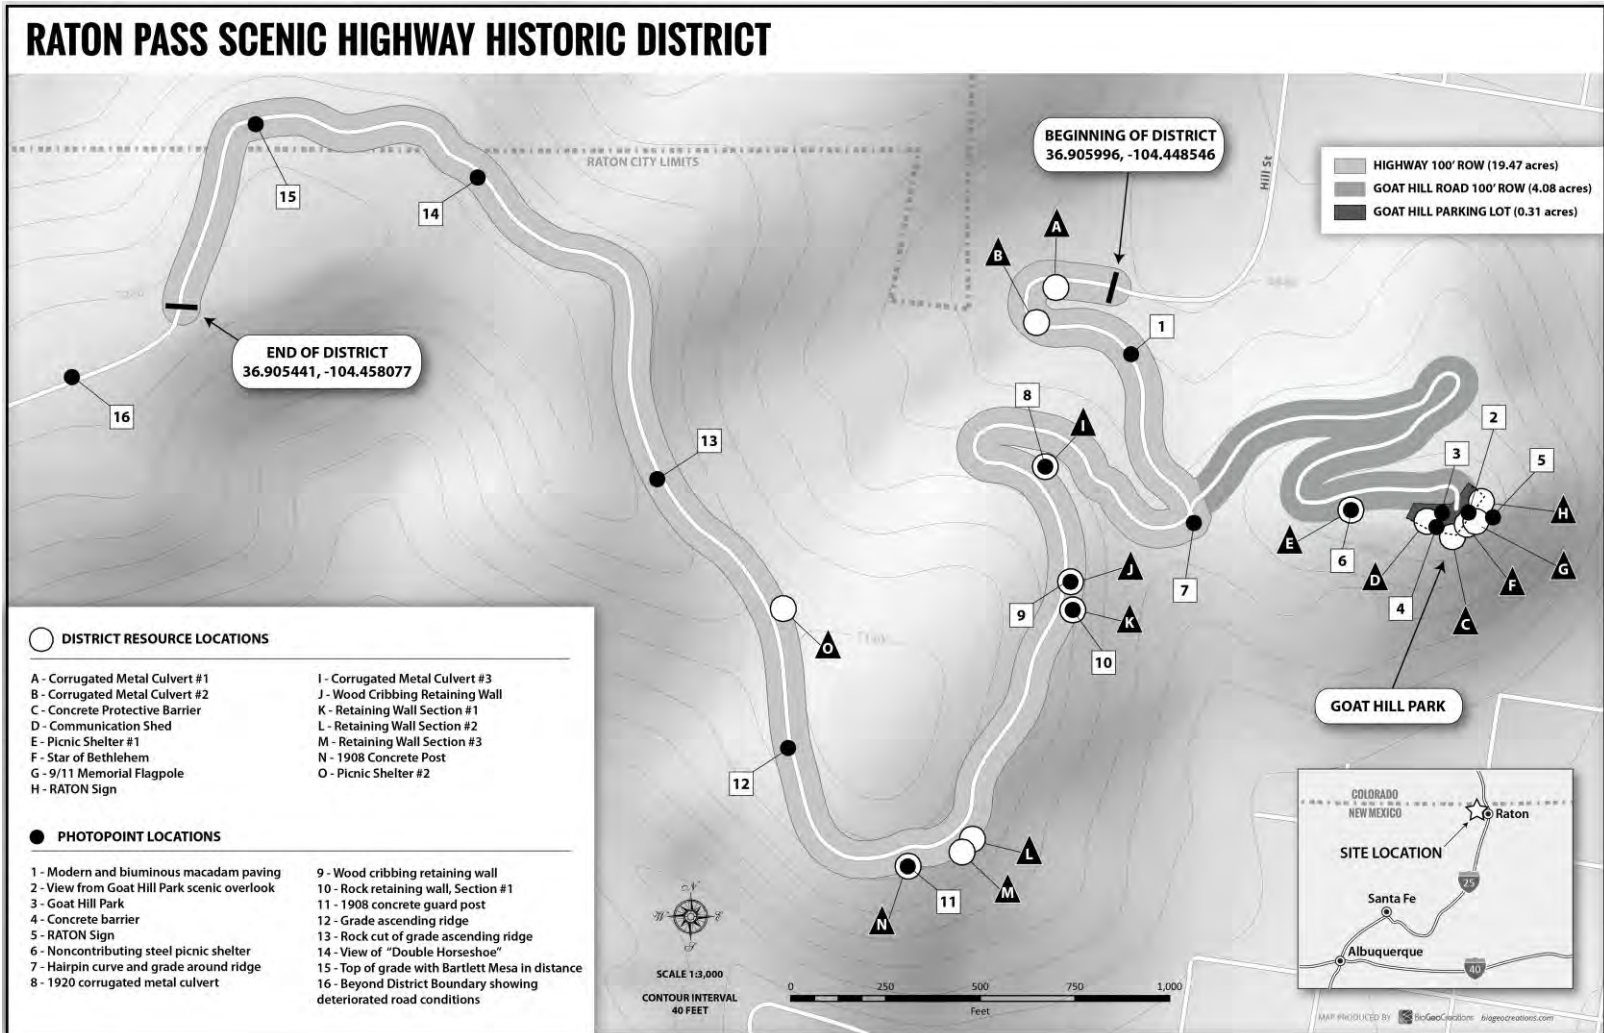 RATON PASS SCENIC HIGHWAY HISTORIC DISTRICT
RATON CITY LIMITS
BEGINNING OF DISTRICT
36.905996, -104.448546
Hill St
HIGHWAY 100' ROW (19.47 acres)
GOAT HILL ROAD 100' ROW (4.08 acres)
GOAT HILL PARKING LOT (0.31 acres)
15
14
A
B
1
END OF DISTRICT
36.905441, -104.458077
16
8
I
13
2
3
5
H
E
6
D
4
F
G
C
7
J
9
K
10
O
GOAT HILL PARK
12
L
M
N
11
DISTRICT RESOURCE LOCATIONS
A - Corrugated Metal Culvert #1
B - Corrugated Metal Culvert #2
C - Concrete Protective Barrier
D - Communication Shed
E - Picnic Shelter #1
F - Star of Bethlehem
G - 9/11 Memorial Flagpole
H - RATON Sign
I - Corrugated Metal Culvert #3
J - Wood Cribbing Retaining Wall
K - Retaining Wall Section #1
L - Retaining Wall Section #2
M - Retaining Wall Section #3
N - 1908 Concrete Post
O - Picnic Shelter #2
PHOTOPOINT LOCATIONS
1 - Modern and biuminous macadam paving
2 - View from Goat Hill Park scenic overlook
3 - Goat Hill Park
4 - Concrete barrier
5 - RATON Sign
6 - Noncontributing steel picnic shelter
7 - Hairpin curve and grade around ridge
8 - 1920 corrugated metal culvert
9 - Wood cribbing retaining wall
10 - Rock retaining wall, Section #1
11 - 1908 concrete guard post
12 - Grade ascending ridge
13 - Rock cut of grade ascending ridge
14 - View of "Double Horseshoe"
15 - Top of grade with Bartlett Mesa in distance
16 - Beyond District Boundary showing
deteriorated road conditions
N
W
E
S
SCALE 1:3,000
CONTOUR INTERVAL
40 FEET
0 250 500 750 1,000
Feet
COLORADO
NEW MEXICO
Raton
SITE LOCATION
25
Santa Fe
Albuquerque
40
MAP PRODUCED BY BioGeoCreations biogeocreations.com